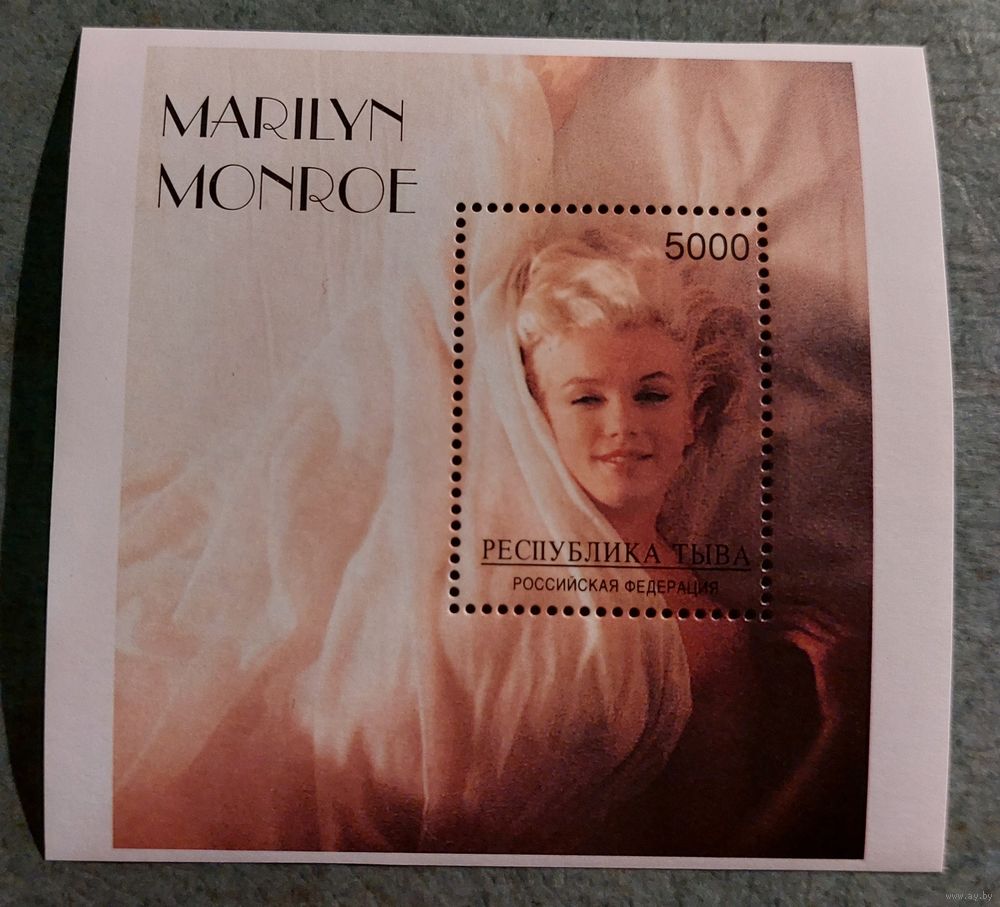 MARILYN
MONROE
5000
РЕСПУБЛИКА ТЫВА
РОССИЙСКАЯ ФЕДЕРАЦИЯ
www.ay.by